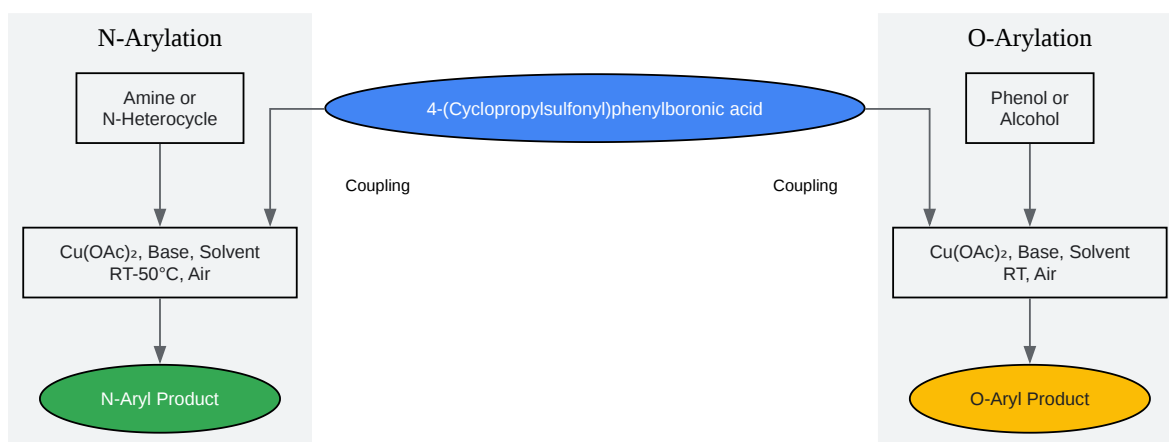 N-Arylation
O-Arylation
Amine or
N-Heterocycle
4-(Cyclopropylsulfonyl)phenylboronic acid
Phenol or
Alcohol
Coupling
Coupling
Cu(OAc)₂, Base, Solvent
RT-50°C, Air
Cu(OAc)₂, Base, Solvent
RT, Air
N-Aryl Product
O-Aryl Product